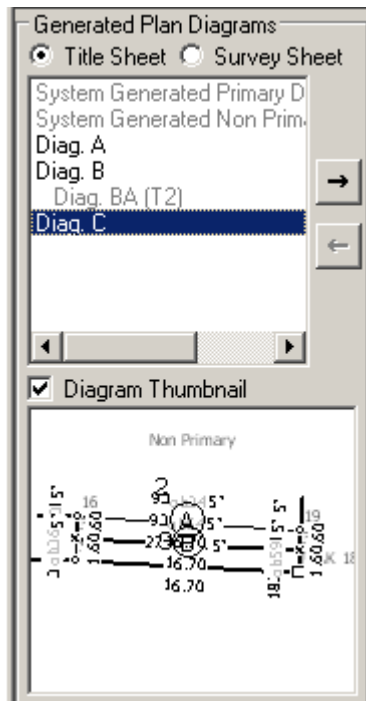 Generated Plan Diagrams
Title Sheet Survey Sheet
System Generated Primary D
System Generated Non Prim
Diag. A
Diag. B
Diag. BA (T2)
Diag. C
Diagram Thumbnail
Non Primary
2
16
A
19
B
16.70
16.70